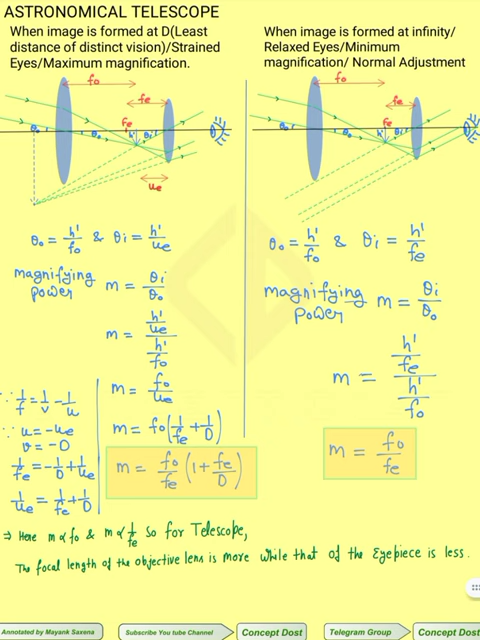 ASTRONOMICAL TELESCOPE
When image is formed at D(Least
distance of distinct vision)/Strained
Eyes/Maximum magnification.
fo
fe
θo
θo
fe
h'
θi
ue
θo = h'/fo & θi = h'/ue
magnifying
power m = θi/θo
m = (h'/ue)/(h'/fo)
m = fo/ue
∵ 1/f = 1/v - 1/u
∵ u = -ue
v = -D
1/fe = -1/D + 1/ue
1/ue = 1/fe + 1/D
m = fo(1/fe + 1/D)
m = fo/fe (1 + fe/D)
When image is formed at infinity/
Relaxed Eyes/Minimum
magnification/ Normal Adjustment
fo
fe
θo
θo
fe
h'
θi
θo = h'/fo & θi = h'/fe
magnifying
power m = θi/θo
m = (h'/fe)/(h'/fo)
m = fo/fe
⇒ Here m ∝ fo & m ∝ 1/fe so for Telescope,
The focal length of the objective lens is more while that of the Eyepiece is less.
Annotated by Mayank Saxena
Subscribe You tube Channel
Concept Dost
Telegram Group
Concept Dost